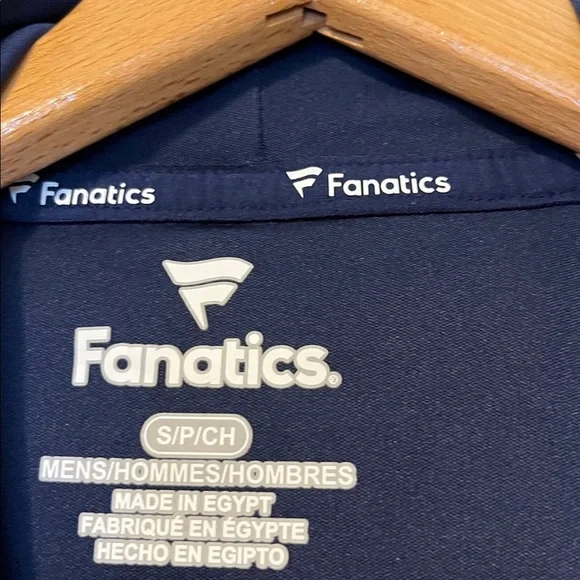 Fanatics
Fanatics
Fanatics®
S/P/CH
MENS/HOMMES/HOMBRES
MADE IN EGYPT
FABRIQUÉ EN ÉGYPTE
HECHO EN EGIPTO